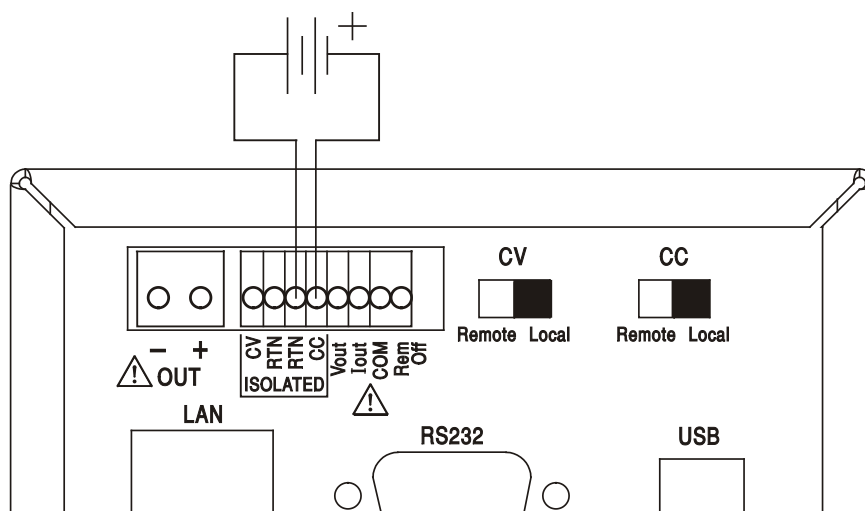 +
CV
CC
Remote Local
Remote Local
− +
OUT
CV
RTN
RTN
CC
Vout
Iout
COM
Rem
Off
ISOLATED
LAN
RS232
USB